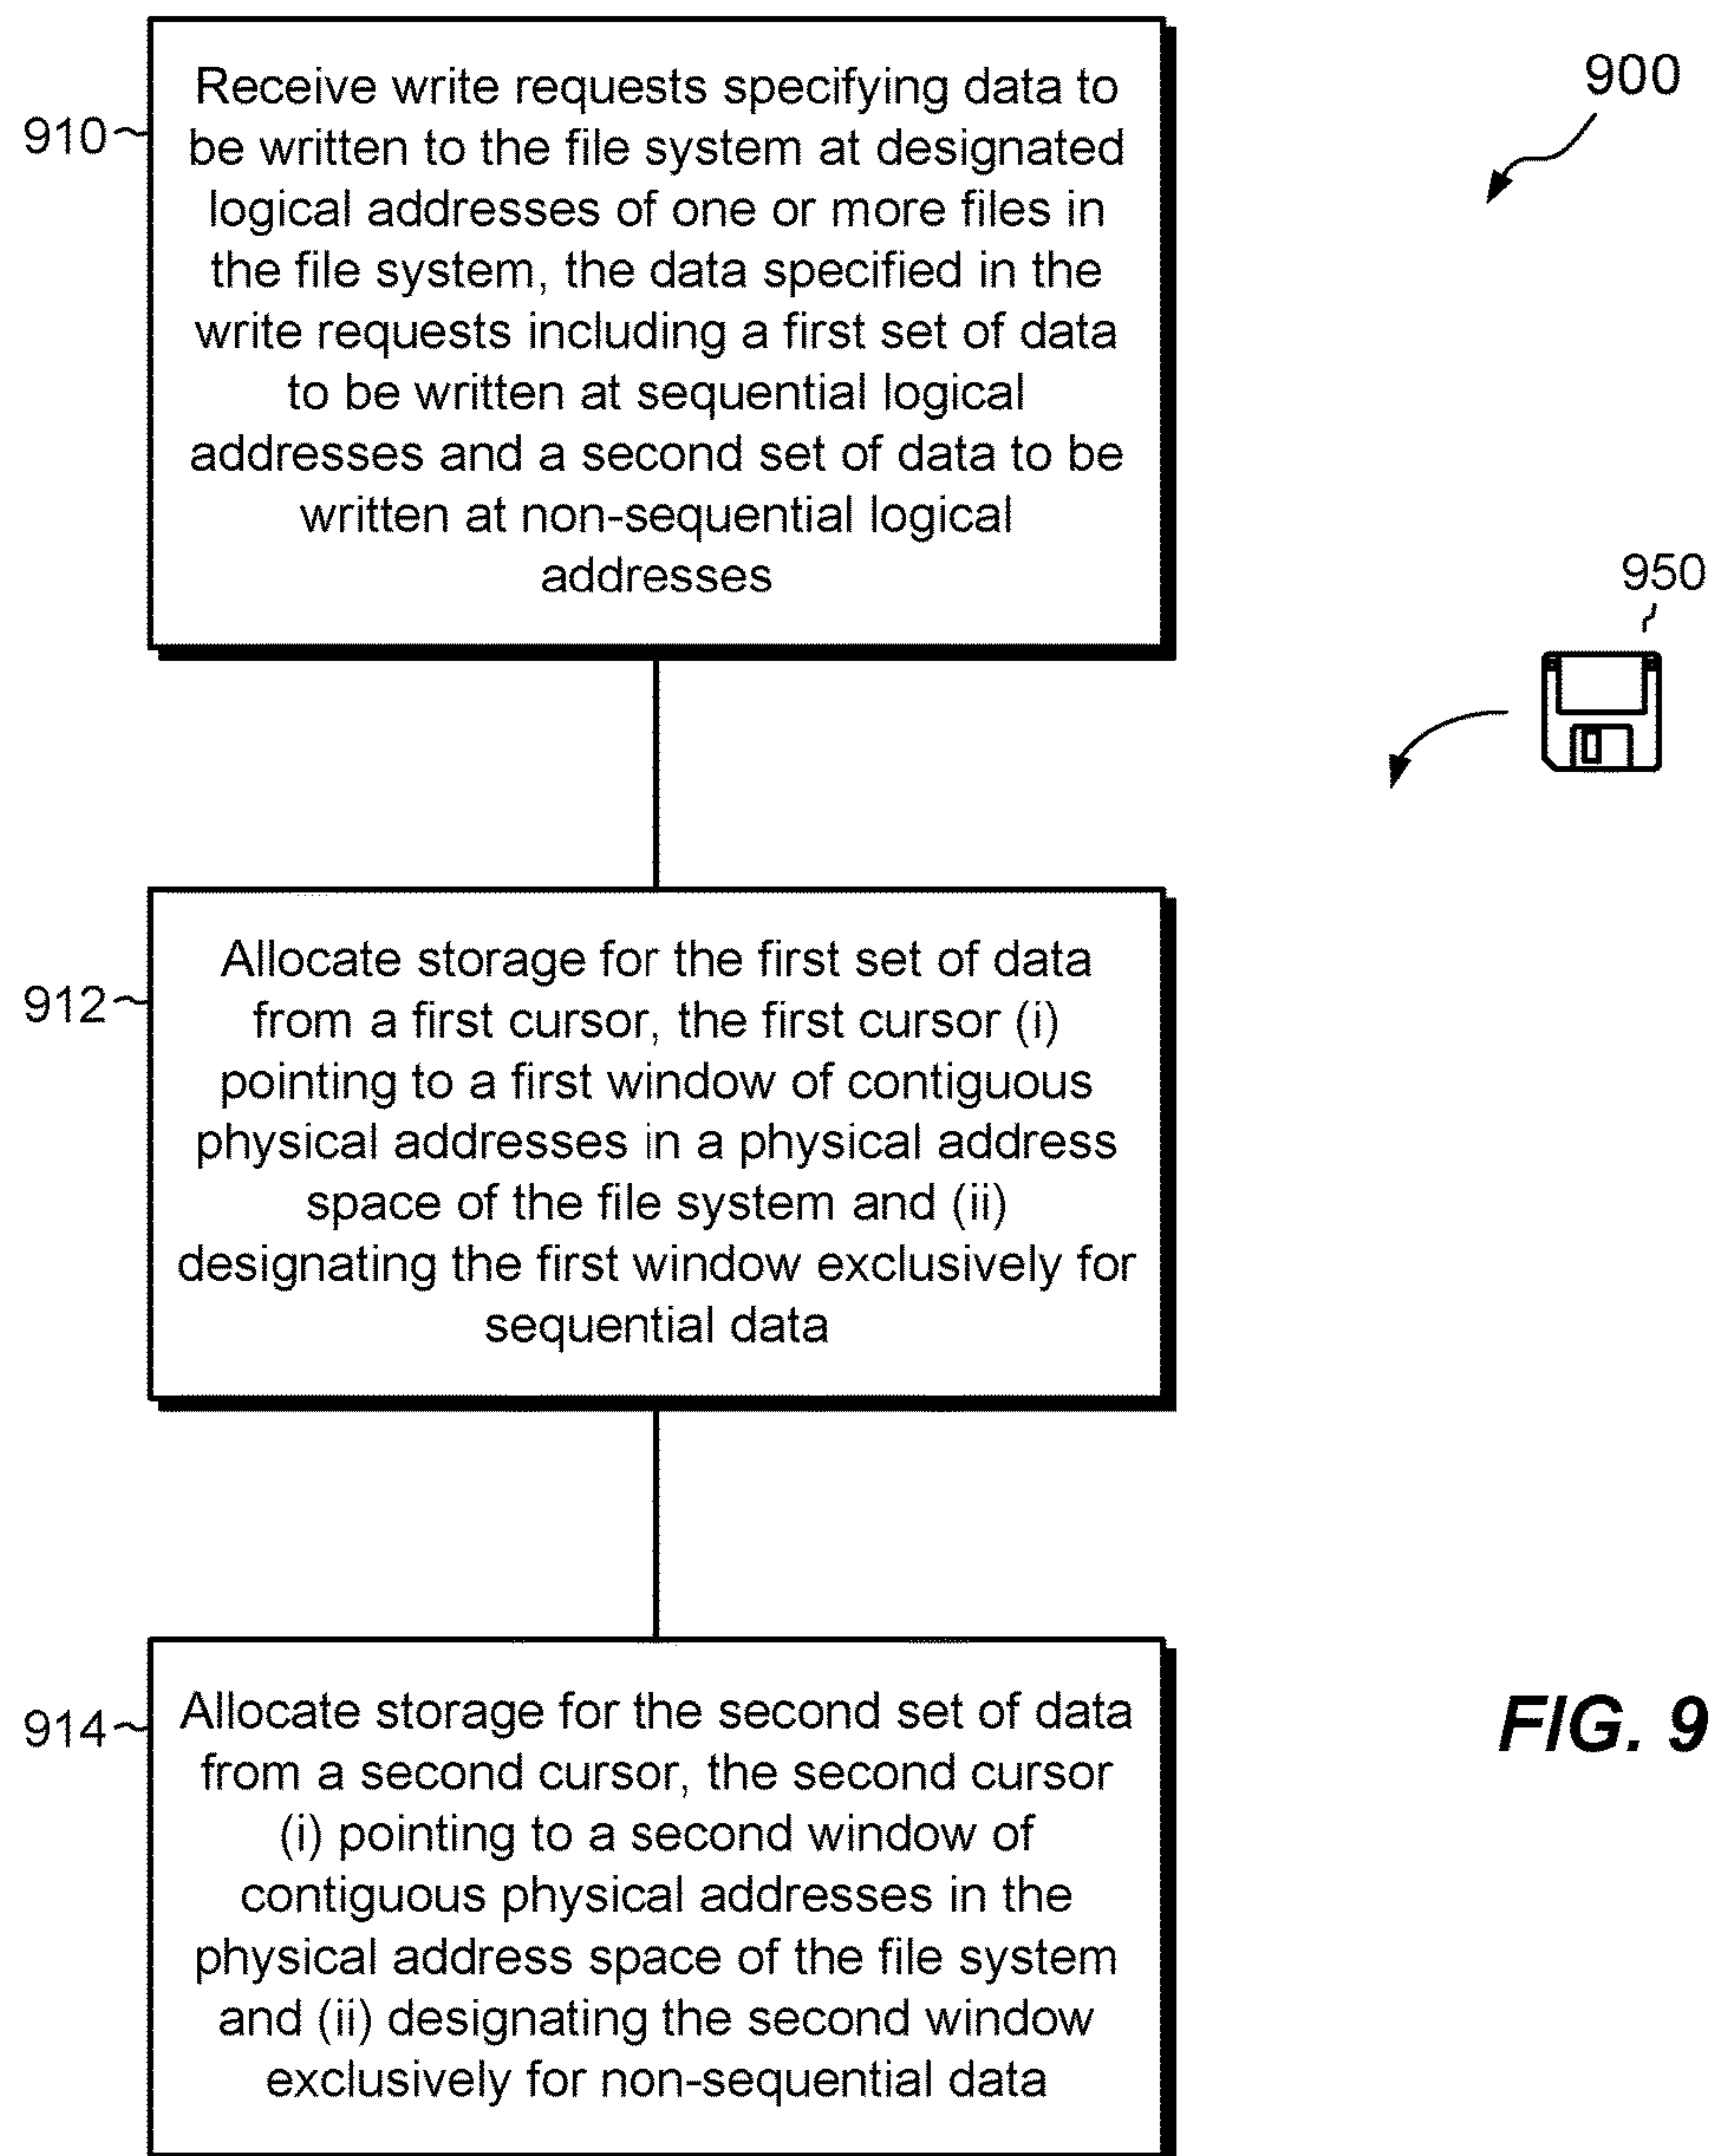 900
910
Receive write requests specifying data to
be written to the file system at designated
logical addresses of one or more files in
the file system, the data specified in the
write requests including a first set of data
to be written at sequential logical
addresses and a second set of data to be
written at non-sequential logical
addresses
950
912
Allocate storage for the first set of data
from a first cursor, the first cursor (i)
pointing to a first window of contiguous
physical addresses in a physical address
space of the file system and (ii)
designating the first window exclusively for
sequential data
914
Allocate storage for the second set of data
from a second cursor, the second cursor
(i) pointing to a second window of
contiguous physical addresses in the
physical address space of the file system
and (ii) designating the second window
exclusively for non-sequential data
FIG. 9